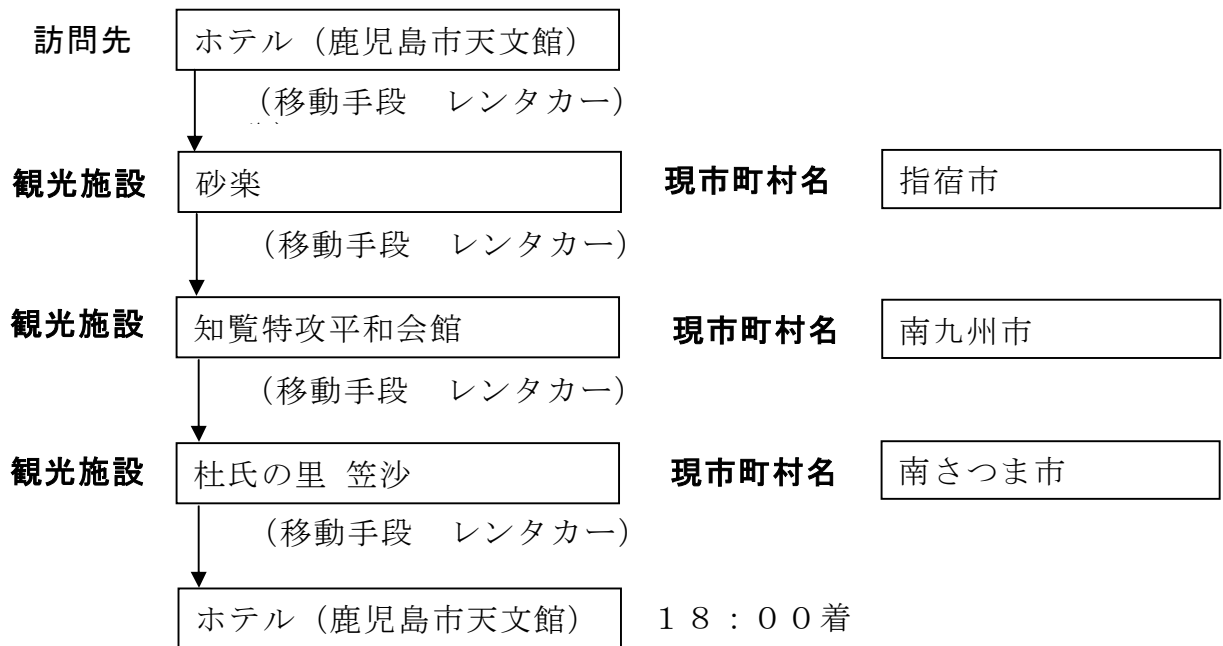 訪問先 ホテル（鹿児島市天文館）
（移動手段　レンタカー）
観光施設 砂楽 現市町村名 指宿市
（移動手段　レンタカー）
観光施設 知覧特攻平和会館 現市町村名 南九州市
（移動手段　レンタカー）
観光施設 杜氏の里 笠沙 現市町村名 南さつま市
（移動手段　レンタカー）
ホテル（鹿児島市天文館） １８：００着